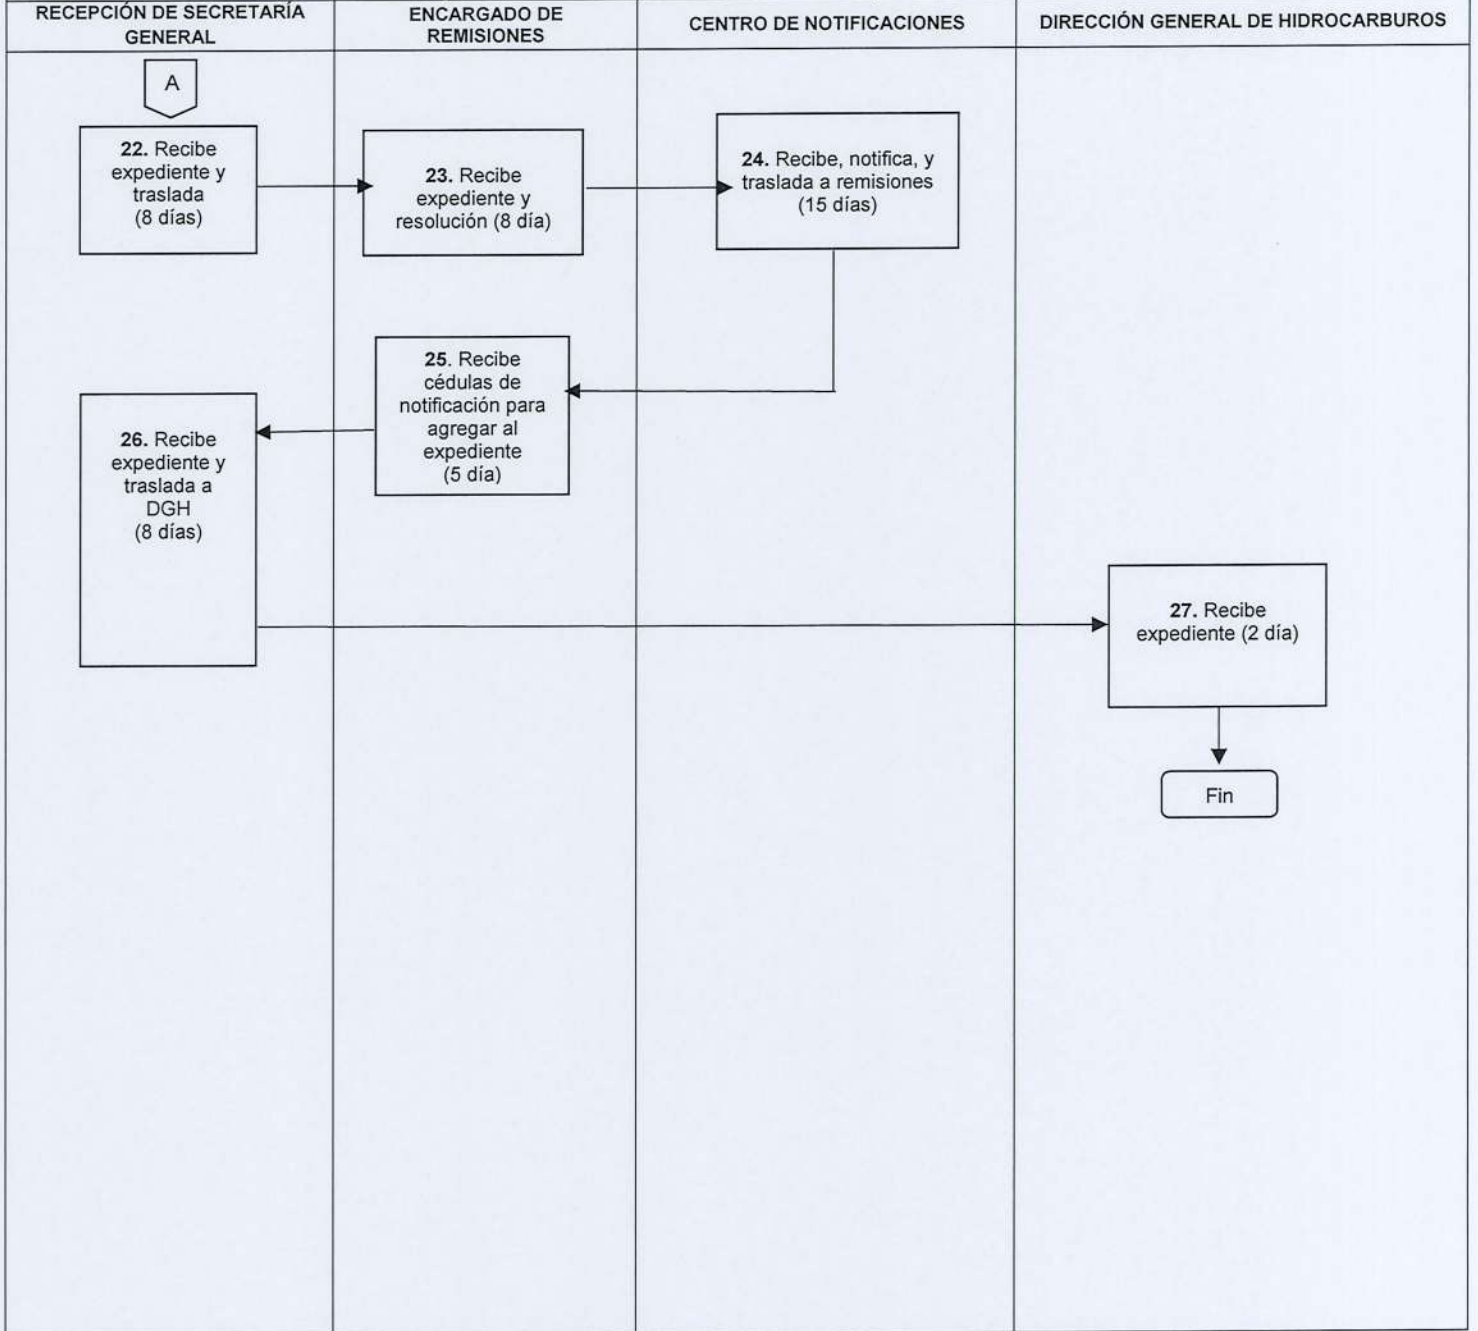 RECEPCIÓN DE SECRETARÍA
GENERAL
ENCARGADO DE
REMISIONES
CENTRO DE NOTIFICACIONES
DIRECCIÓN GENERAL DE HIDROCARBUROS
A
22. Recibe
expediente y
traslada
(8 días)
23. Recibe
expediente y
resolución (8 día)
24. Recibe, notifica, y
traslada a remisiones
(15 días)
25. Recibe
cédulas de
notificación para
agregar al
expediente
(5 día)
26. Recibe
expediente y
traslada a
DGH
(8 días)
27. Recibe
expediente (2 día)
Fin